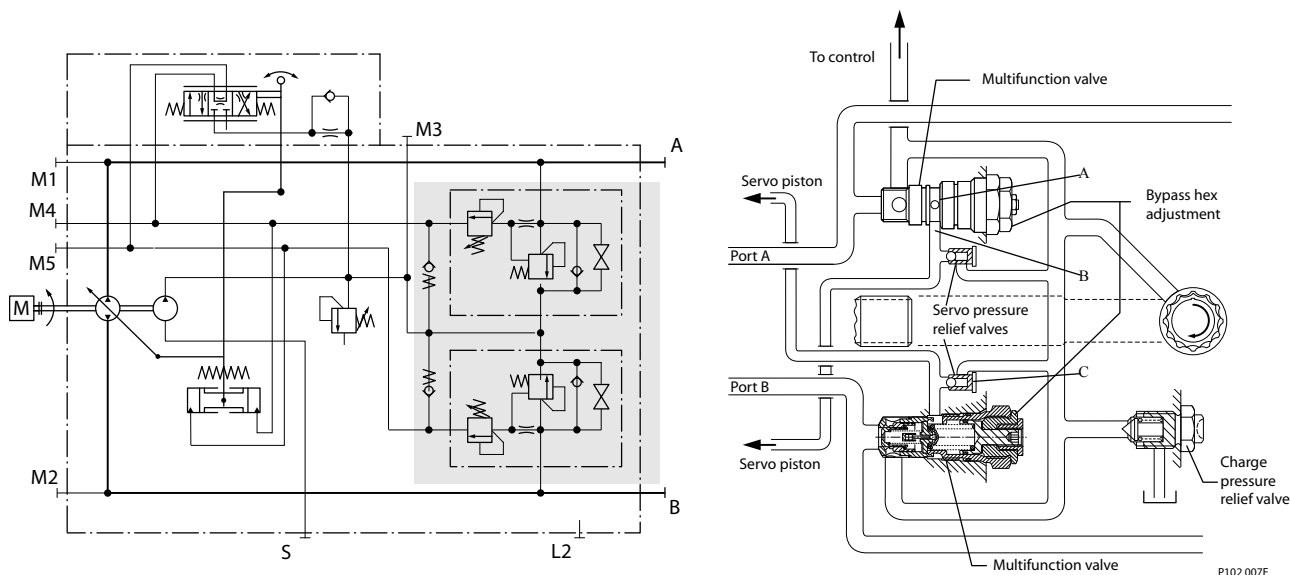 M3
A
M1
M4
M5
M
M2
S
L2
B
To control
Multifunction valve
Servo piston
A
Bypass hex
adjustment
Port A
B
Servo pressure
relief valves
Port B
C
Servo piston
Charge
pressure
relief valve
Multifunction valve
P102 007E